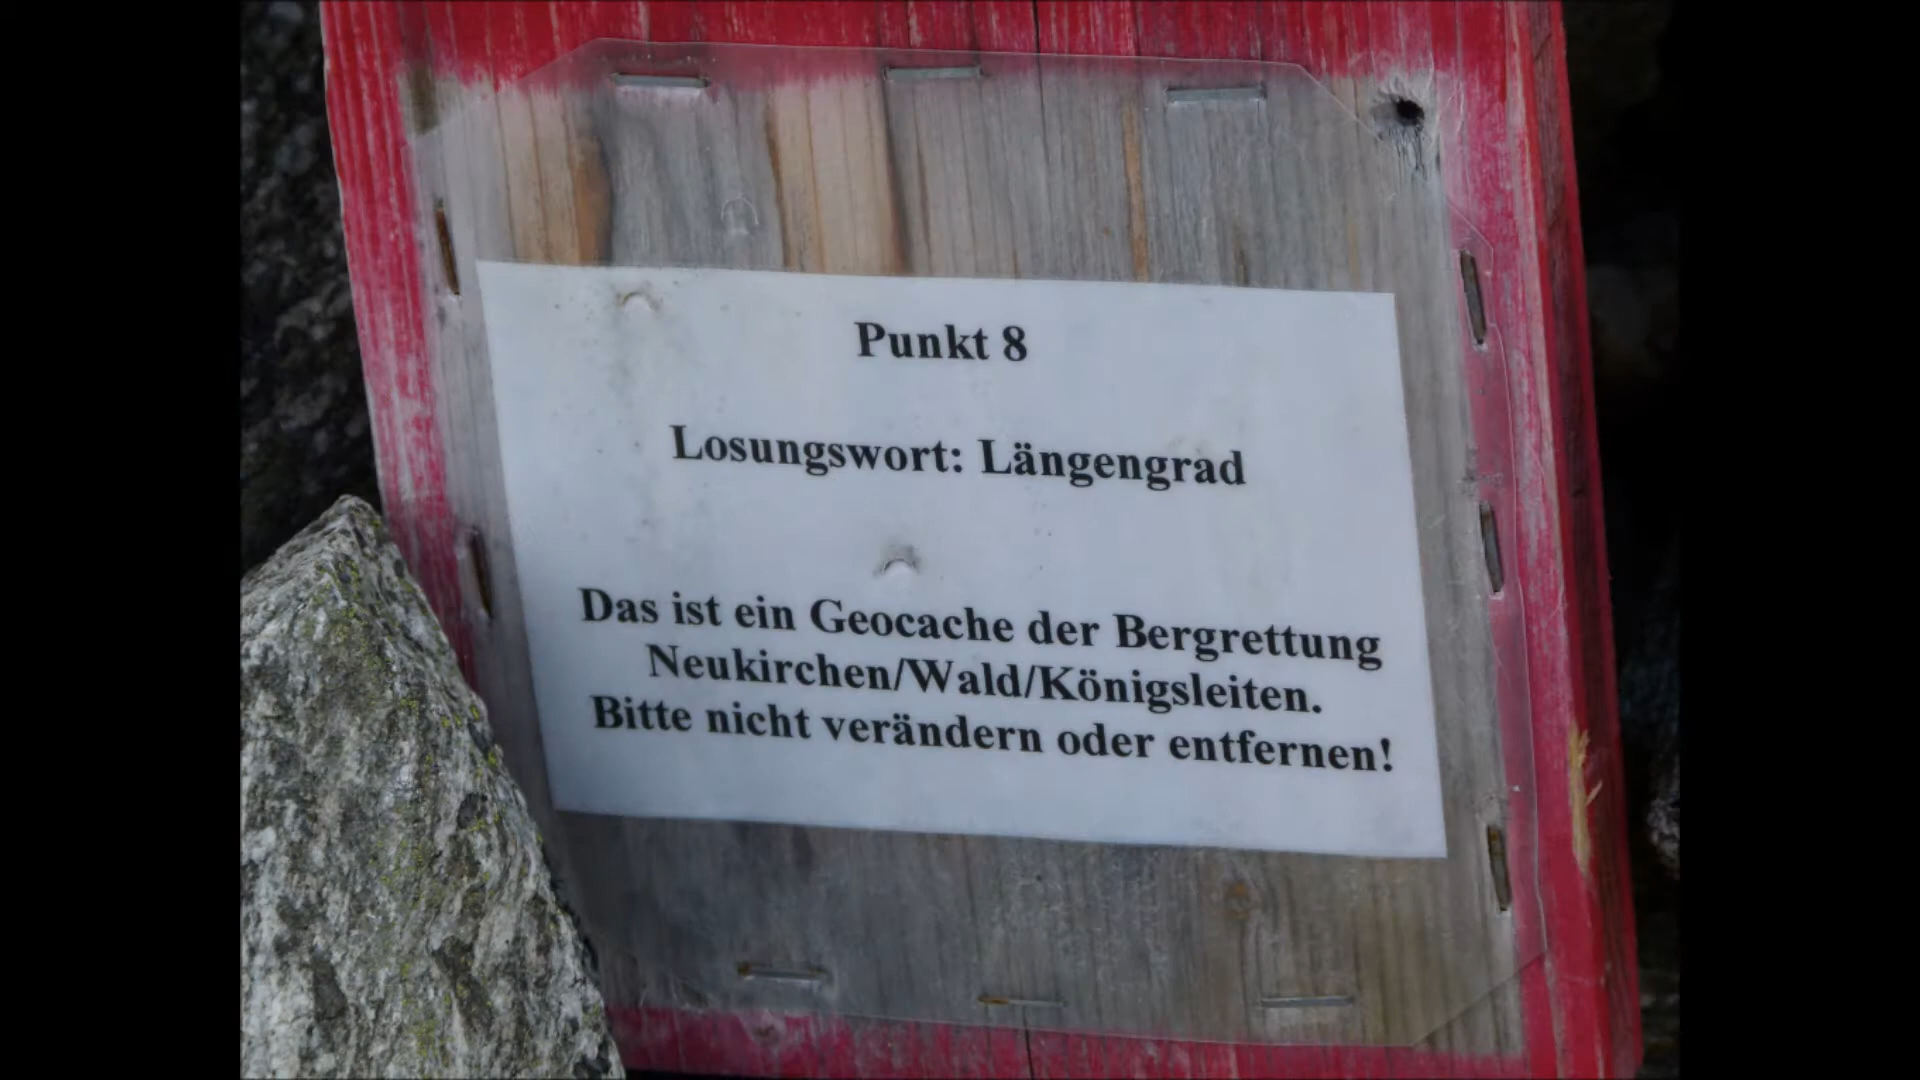 Punkt 8
Losungswort: Längengrad
Das ist ein Geocache der Bergrettung
Neukirchen/Wald/Königsleiten.
Bitte nicht verändern oder entfernen!